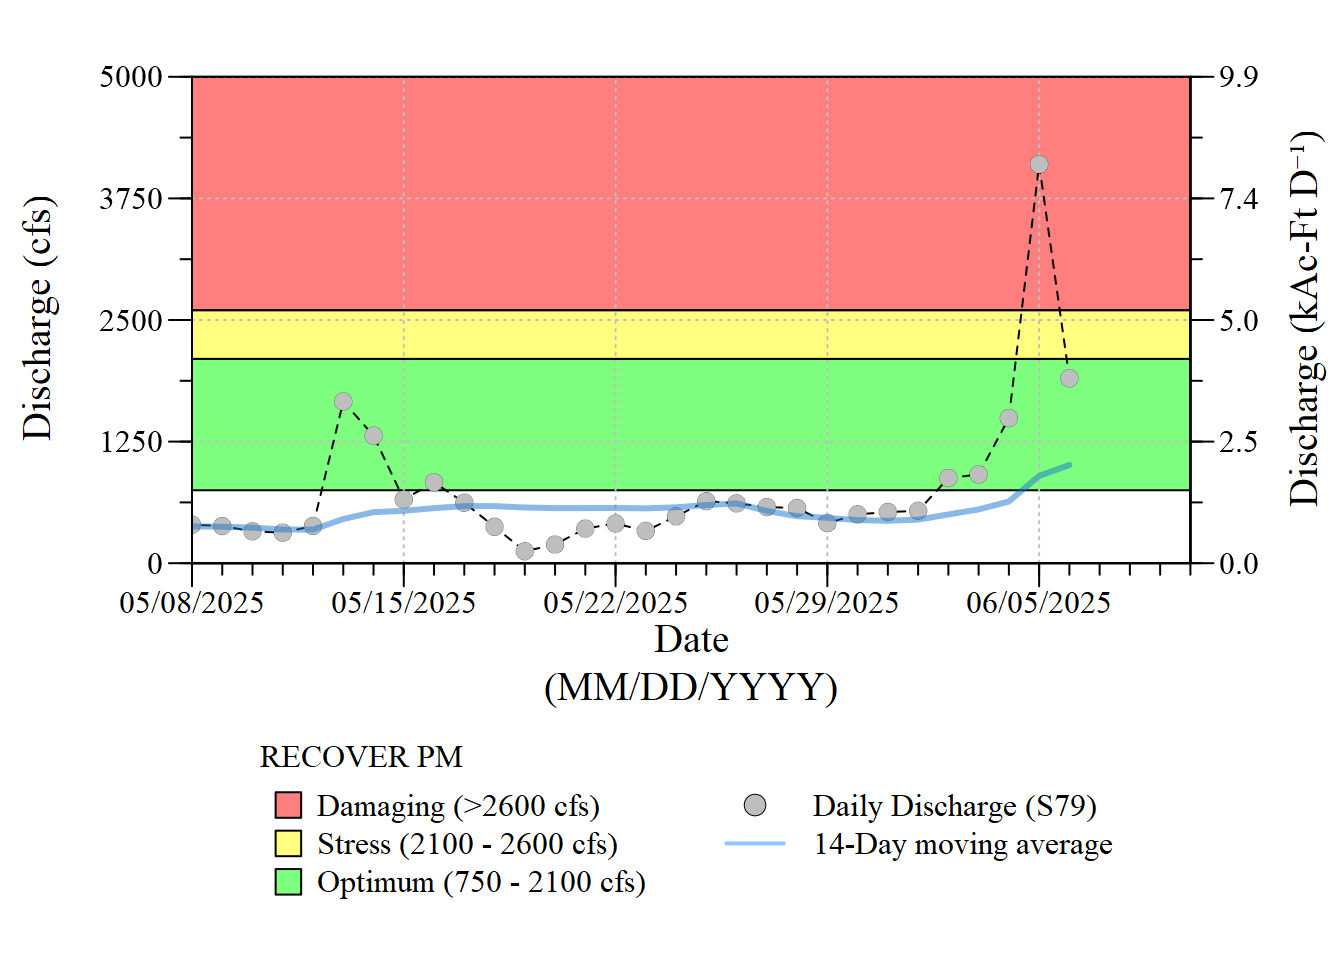 5000
3750
2500
1250
0
Discharge (cfs)
9.9
7.4
5.0
2.5
0.0
Discharge (kAc-Ft D⁻¹)
05/08/2025 05/15/2025 05/22/2025 05/29/2025 06/05/2025
Date
(MM/DD/YYYY)
RECOVER PM
Damaging (>2600 cfs)
Stress (2100 - 2600 cfs)
Optimum (750 - 2100 cfs)
Daily Discharge (S79)
14-Day moving average